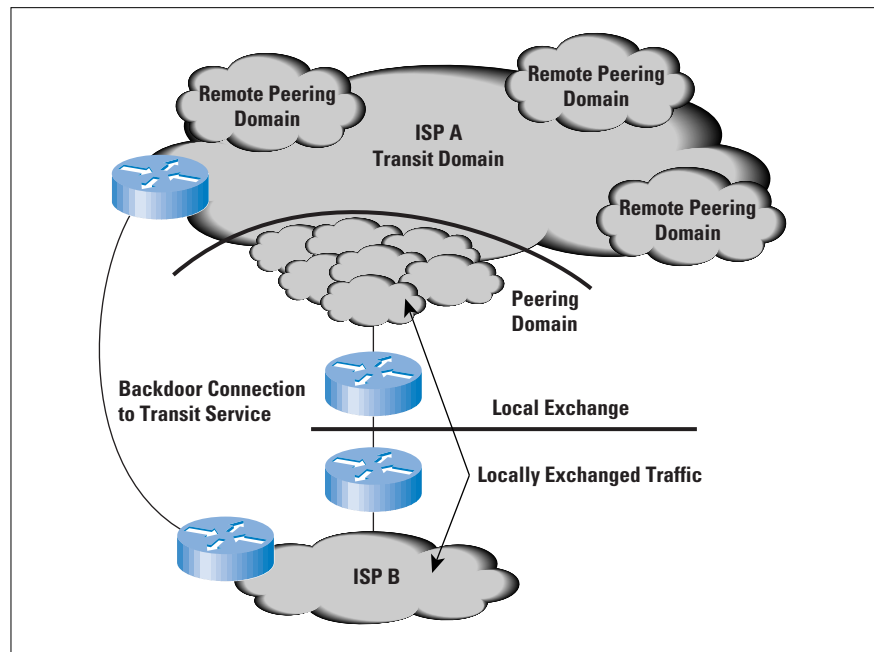 Remote Peering
Domain
Remote Peering
Domain
ISP A
Transit Domain
Remote Peering
Domain
Peering
Domain
Backdoor Connection
to Transit Service
Local Exchange
Locally Exchanged Traffic
ISP B